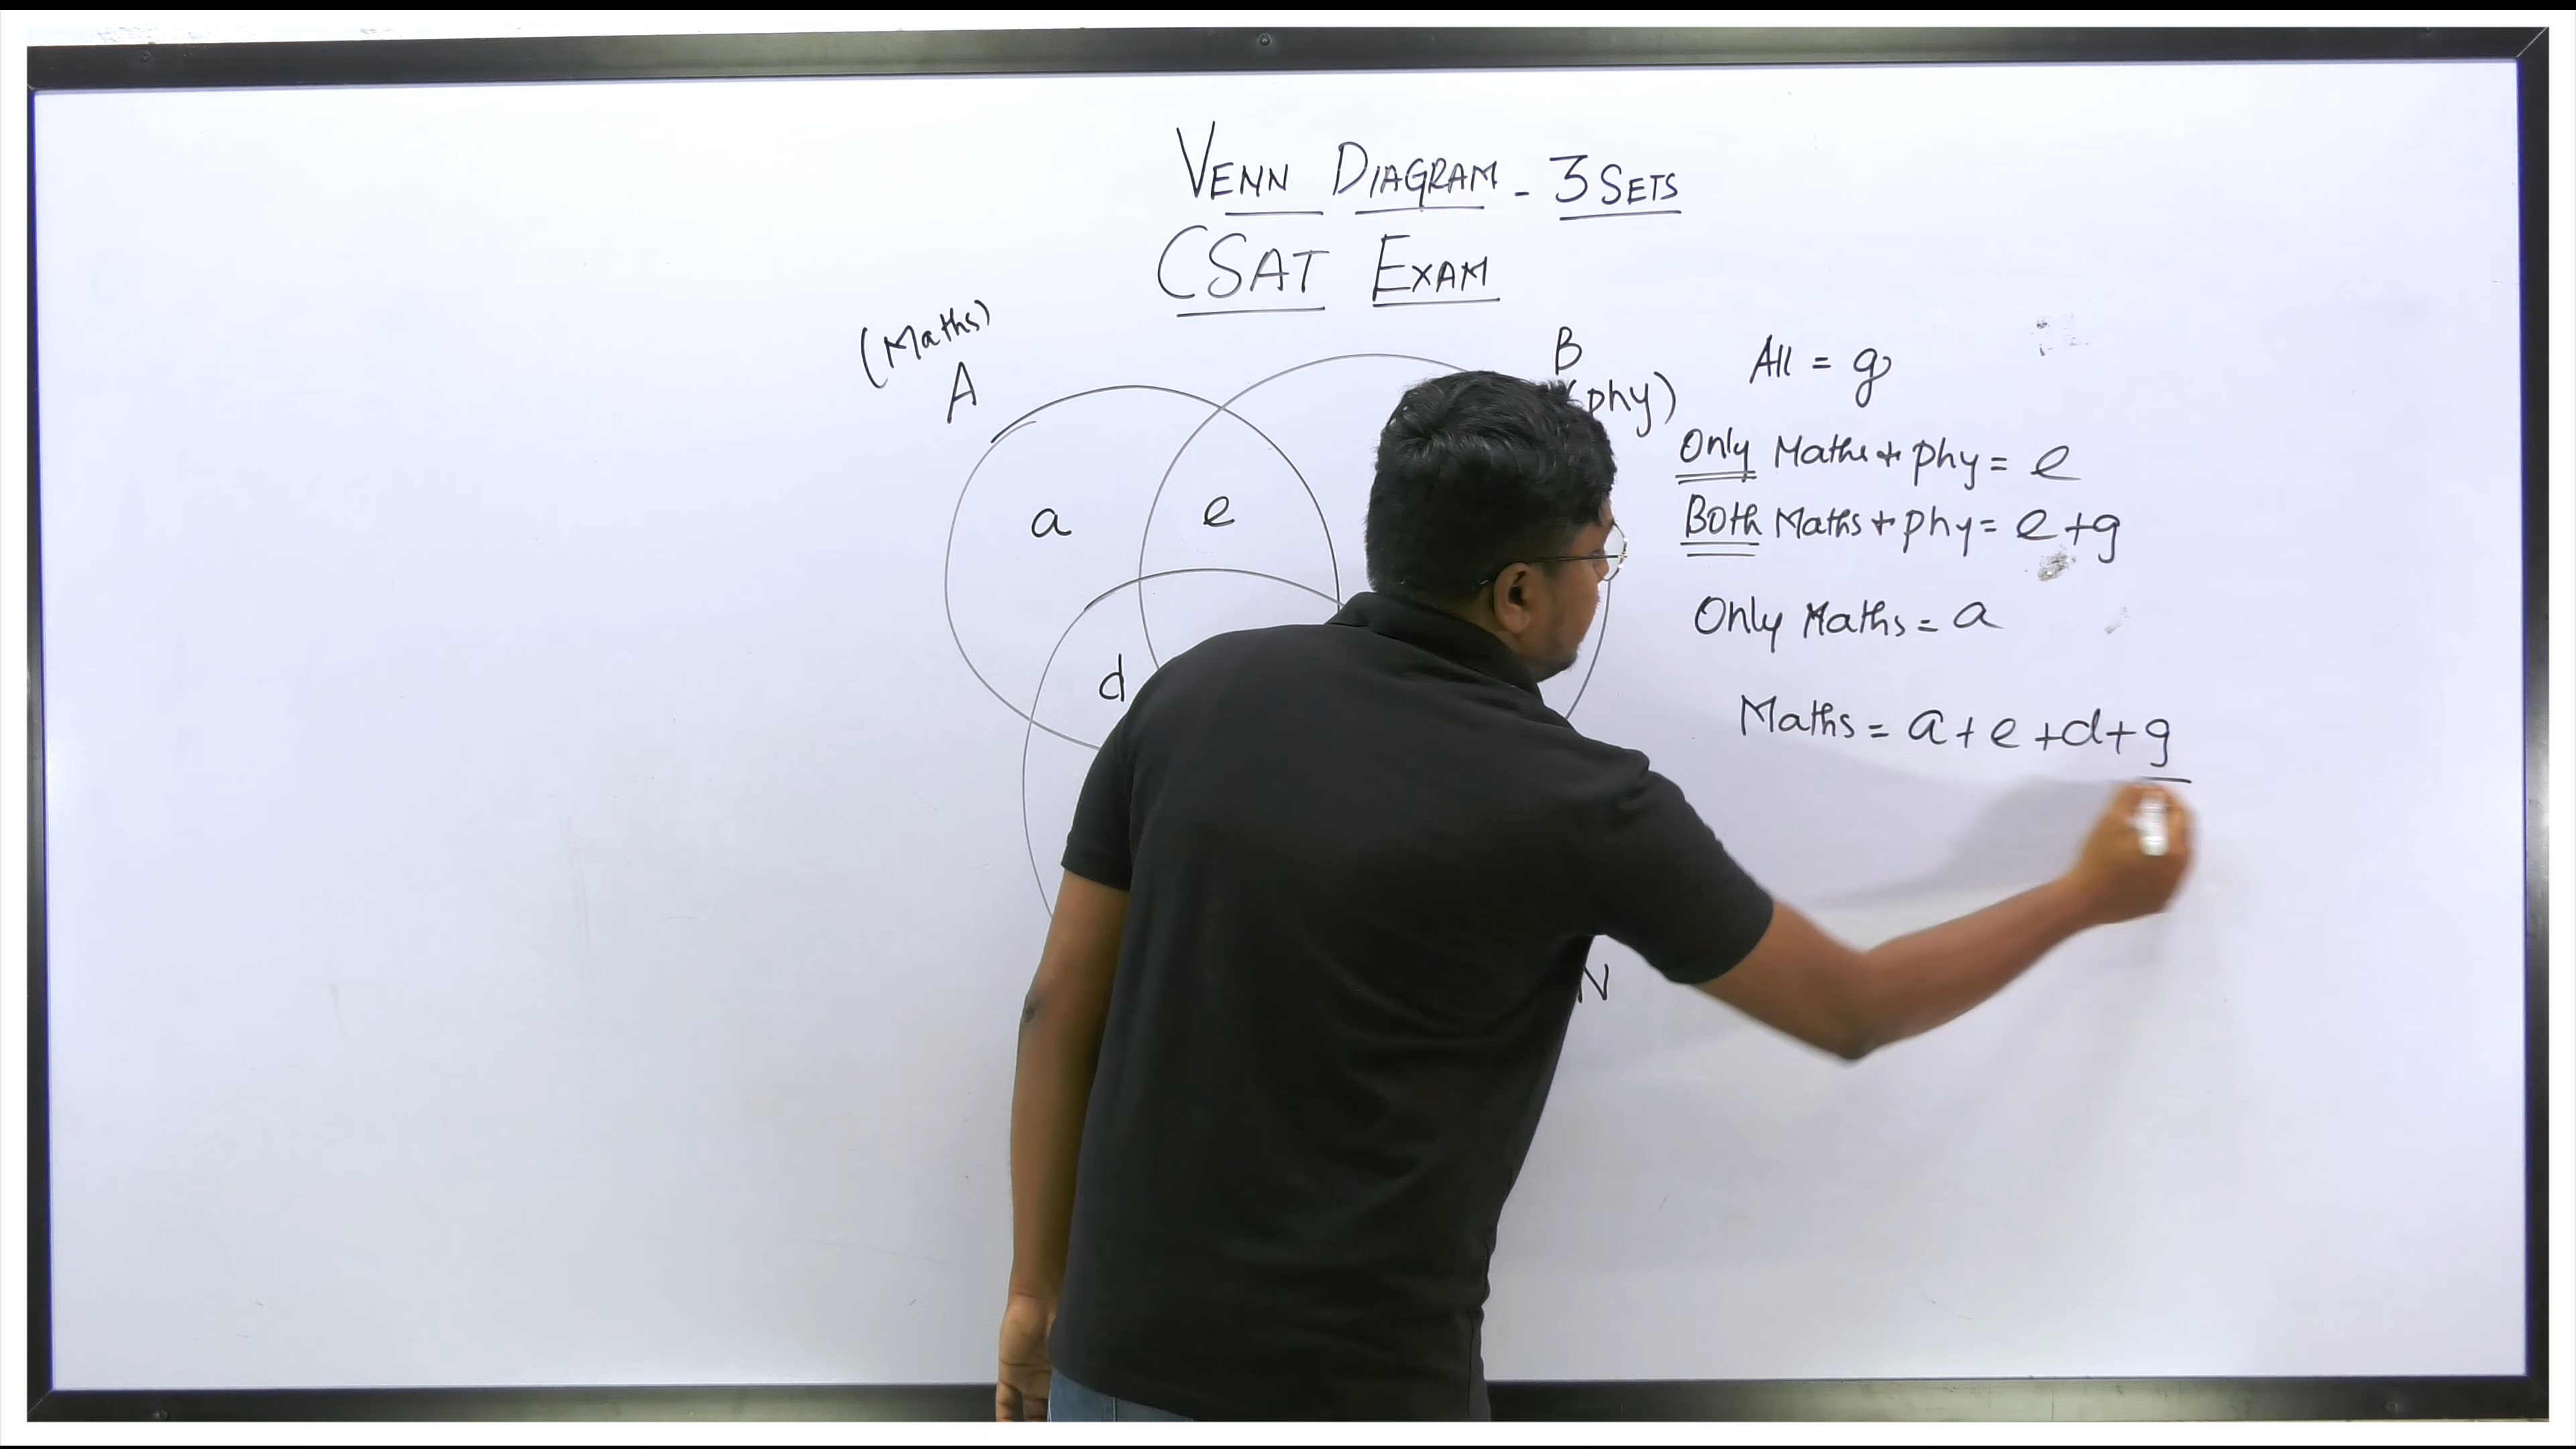 VENN DIAGRAM - 3 SETS
CSAT EXAM
(Maths)
A
B
(phy)
a
e
d
N
All = g
Only Maths + phy = e
Both Maths + phy = e + g
Only Maths = a
Maths = a + e + d + g